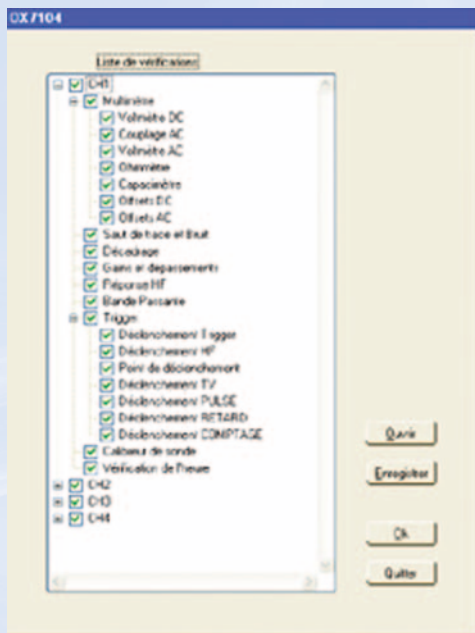 OX7104
Liste de vérifications
CH1
Multimètre
Voltmètre DC
Couplage AC
Voltmètre AC
Ohmmètre
Capacimètre
Offsets DC
Offsets AC
Saut de trace et Bruit
Décadrage
Gains et depassements
Réponse HF
Bande Passante
Trigger
Déclenchement Trigger
Déclenchement HF
Point de déclenchement
Déclenchement TV
Déclenchement PULSE
Déclenchement RETARD
Déclenchement COMPTAGE
Calibreur de sonde
Vérification de l'heure
CH2
CH3
CH4
Ouvrir
Enregistrer
Ok
Quitter